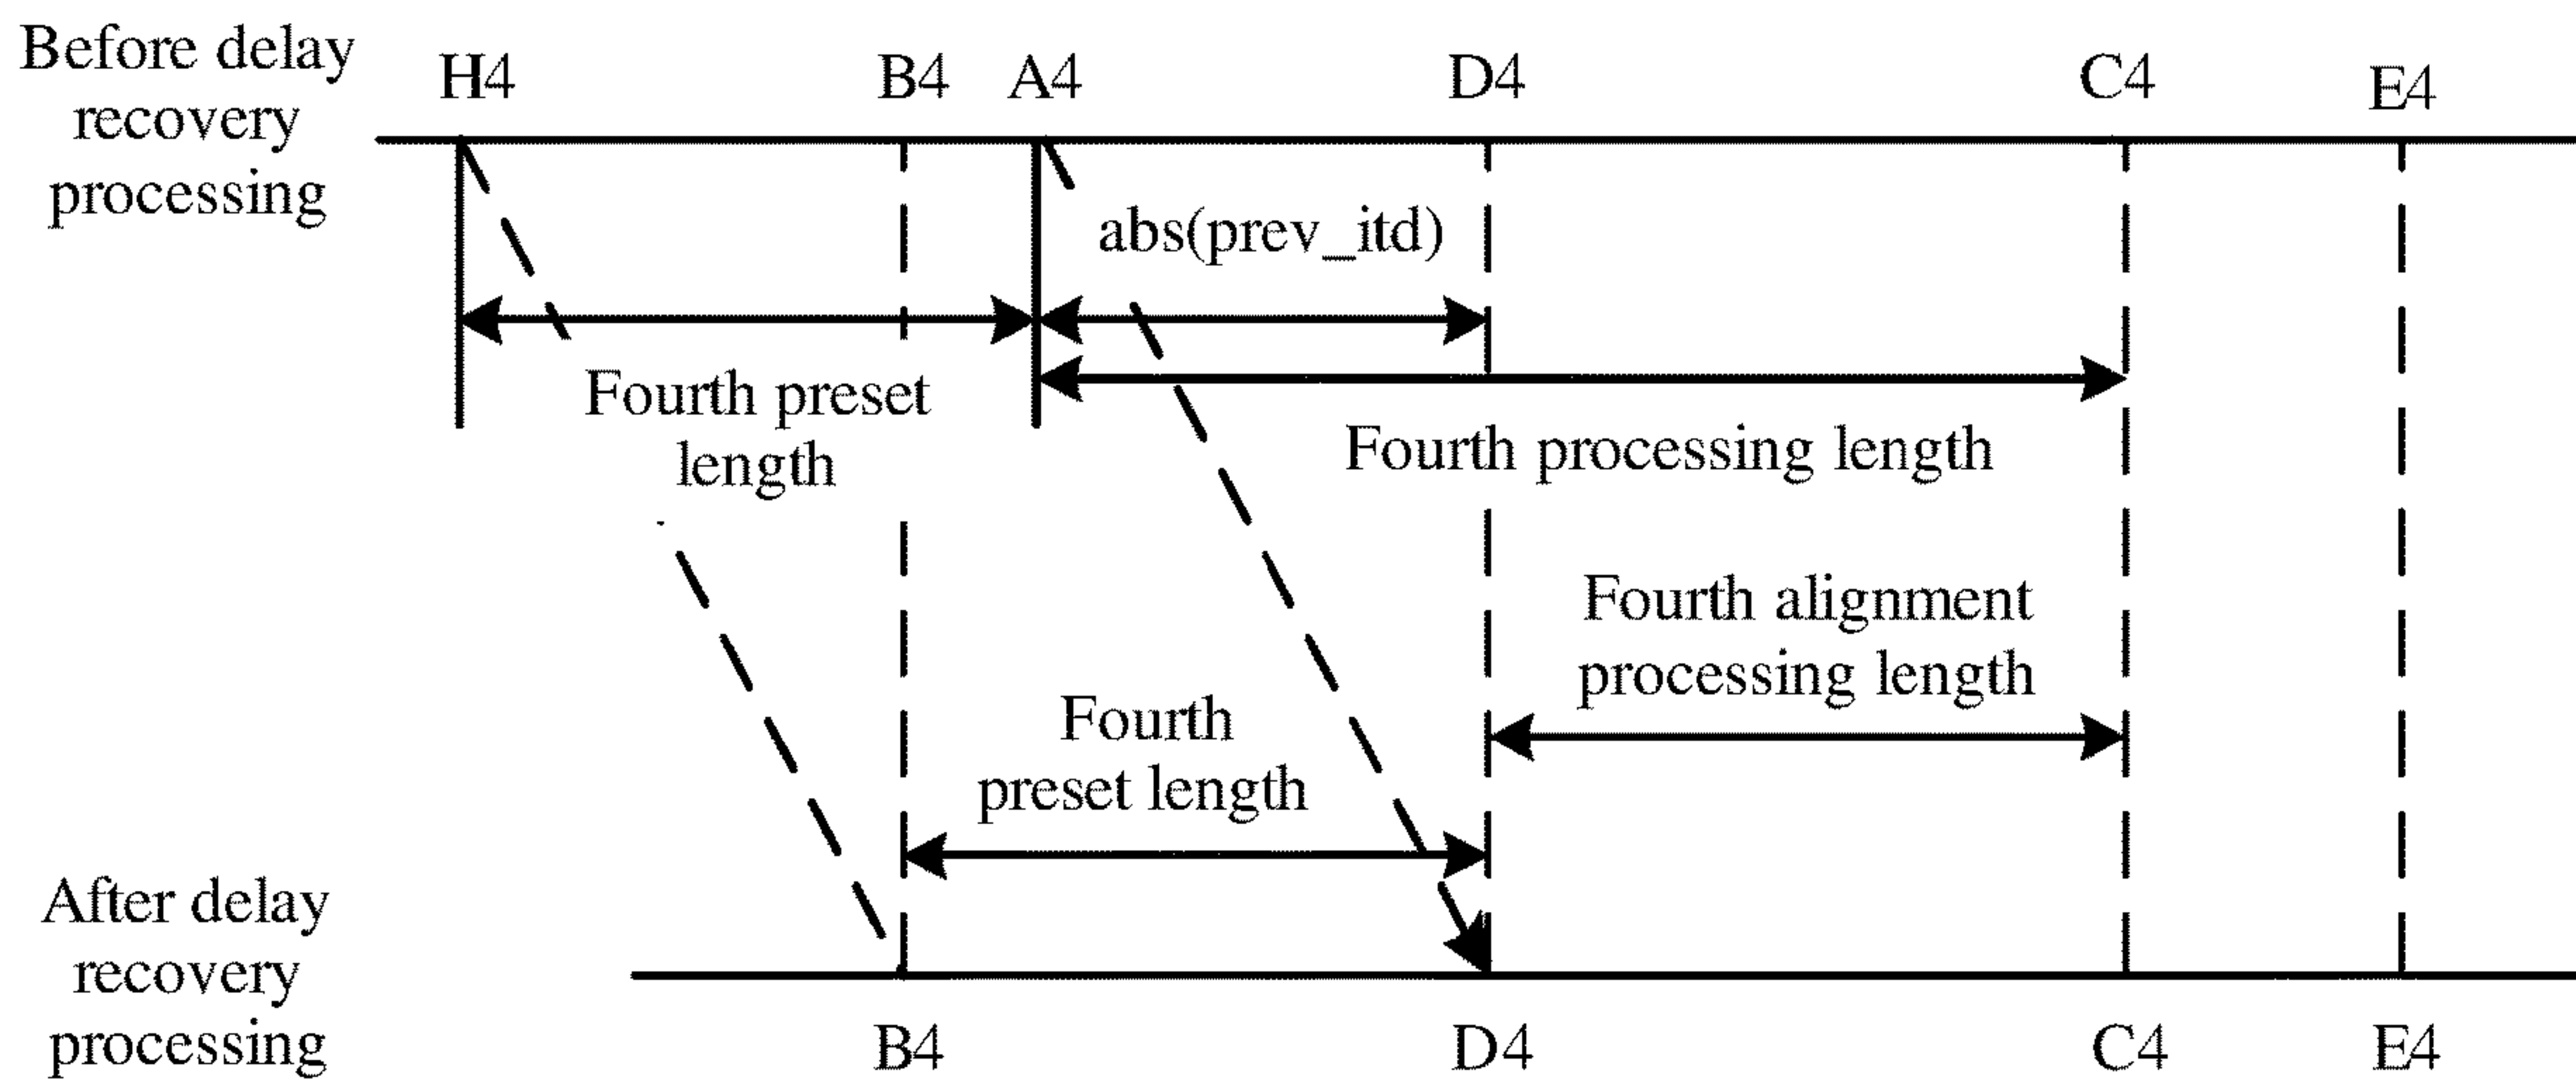 Before delay
recovery
processing
H4
B4
A4
D4
C4
E4
abs(prev_itd)
Fourth preset
length
Fourth processing length
Fourth alignment
processing length
Fourth
preset length
After delay
recovery
processing
B4
D4
C4
E4